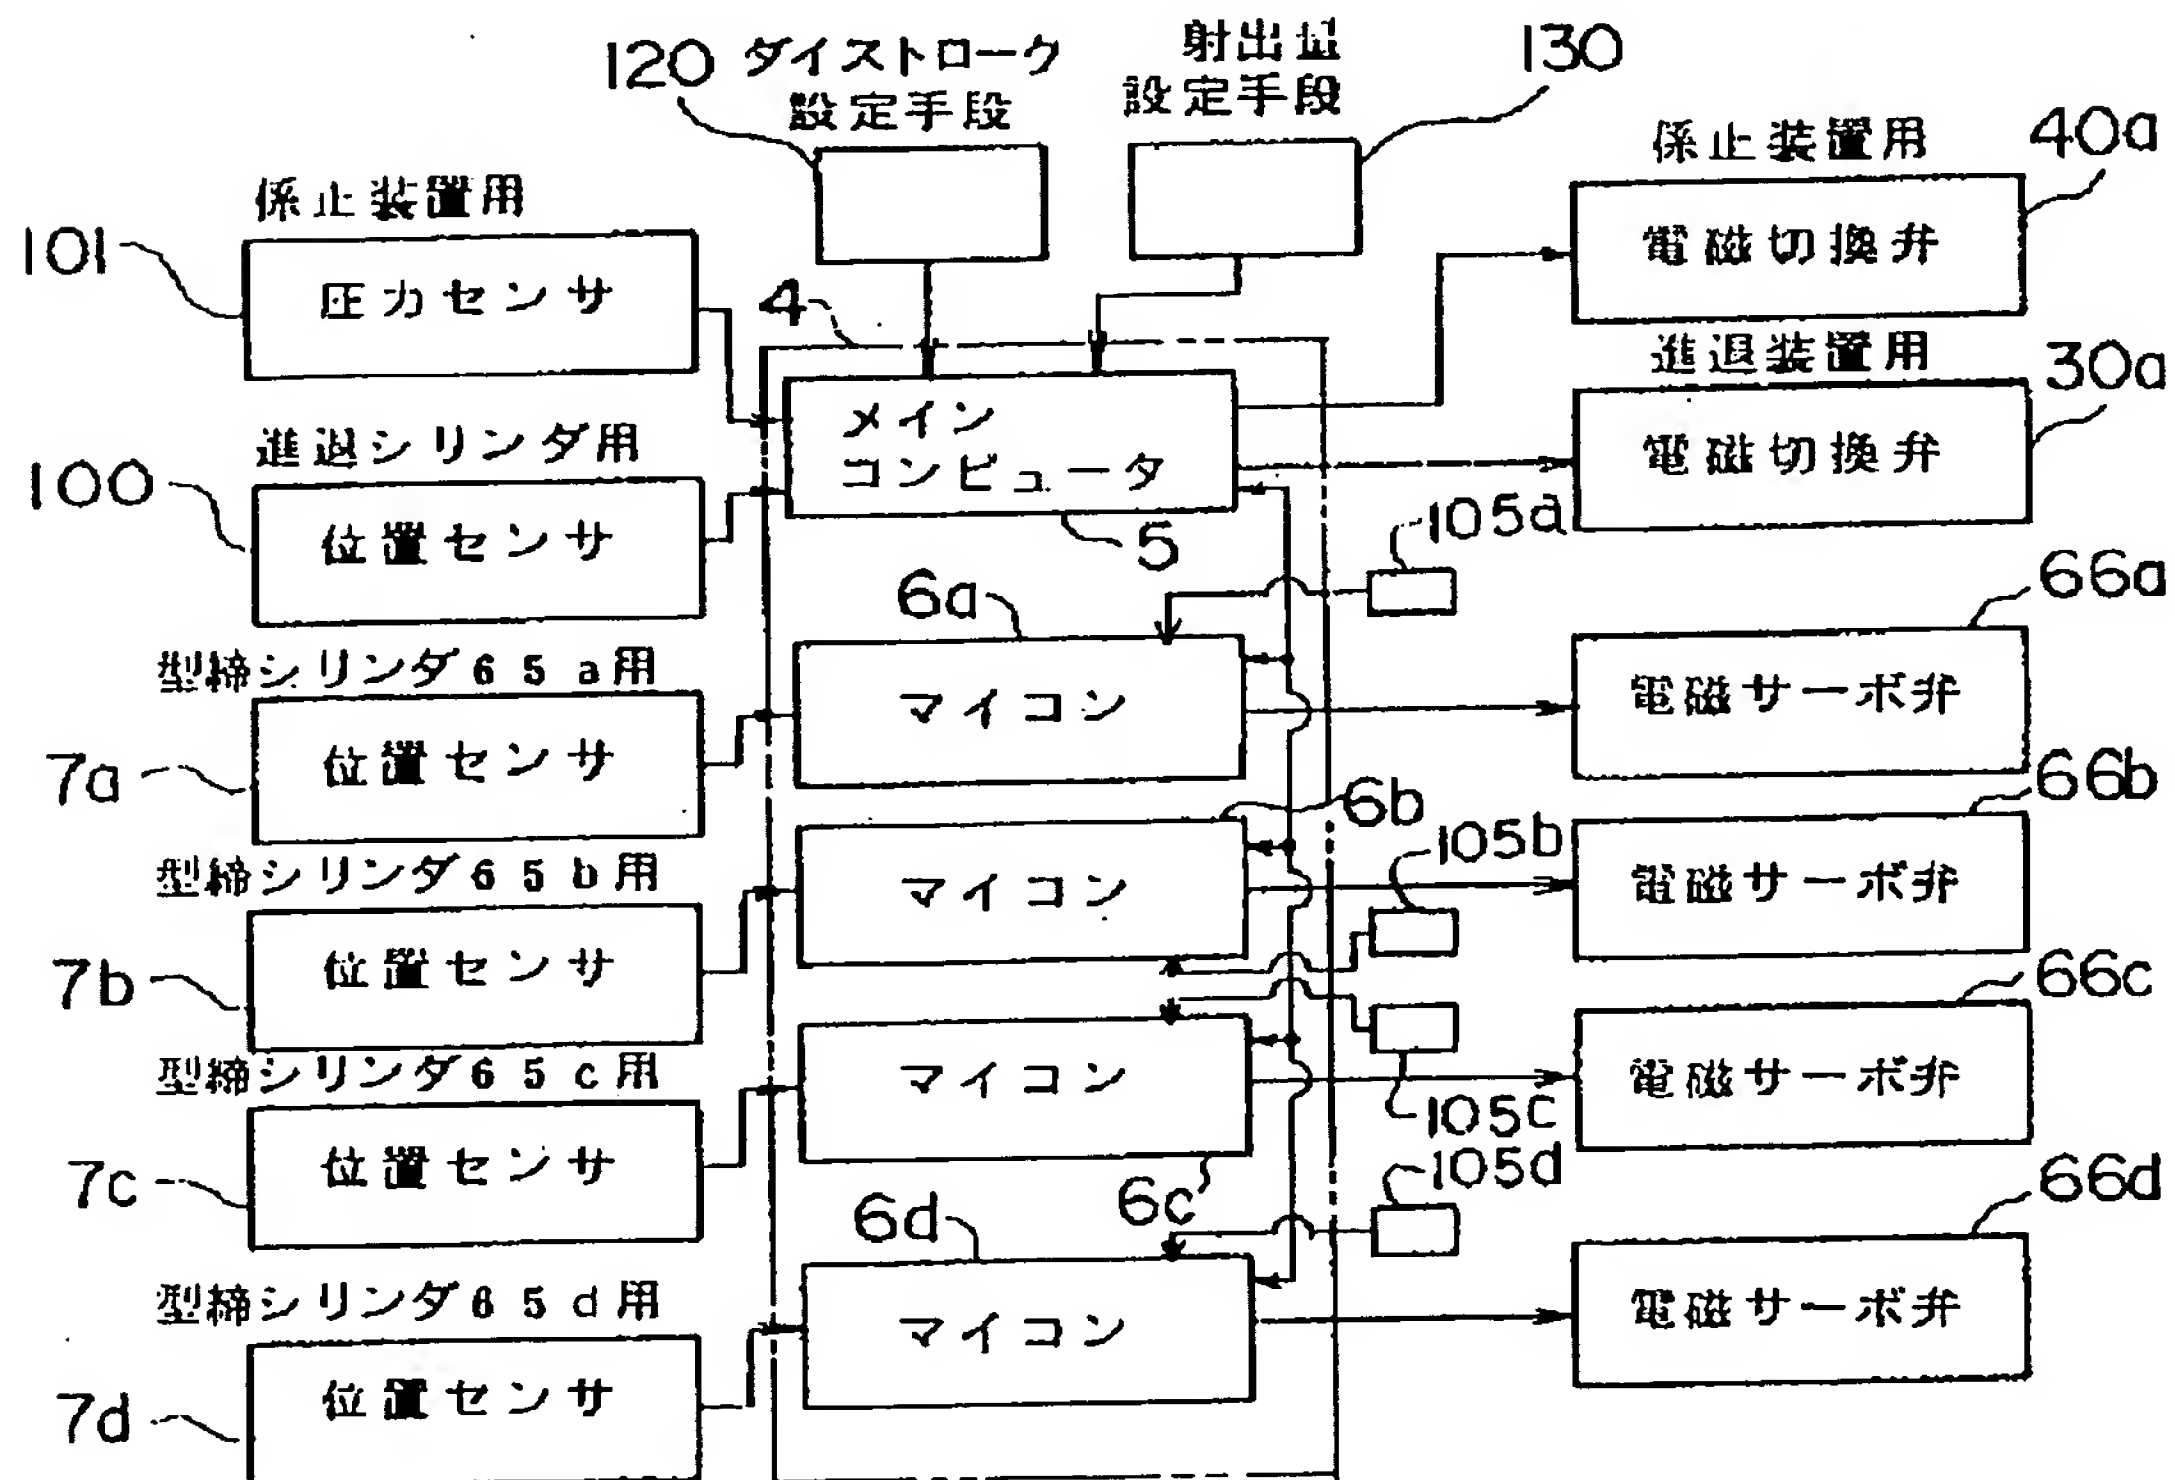 120 ダイストローク
設定手段
射出量
設定手段
130
係止装置用
40a
係止装置用
101
圧力センサ
電磁切換弁
4
進退装置用
30a
メイン
コンピュータ
電磁切換弁
進退シリンダ用
100
位置センサ
5
105a
6a
66a
型締シリンダ65a用
7a
位置センサ
マイコン
電磁サーボ弁
6b
66b
105b
型締シリンダ65b用
7b
位置センサ
マイコン
電磁サーボ弁
66c
型締シリンダ65c用
7c
位置センサ
マイコン
電磁サーボ弁
105c
105d
6c
6d
66d
型締シリンダ65d用
7d
位置センサ
マイコン
電磁サーボ弁